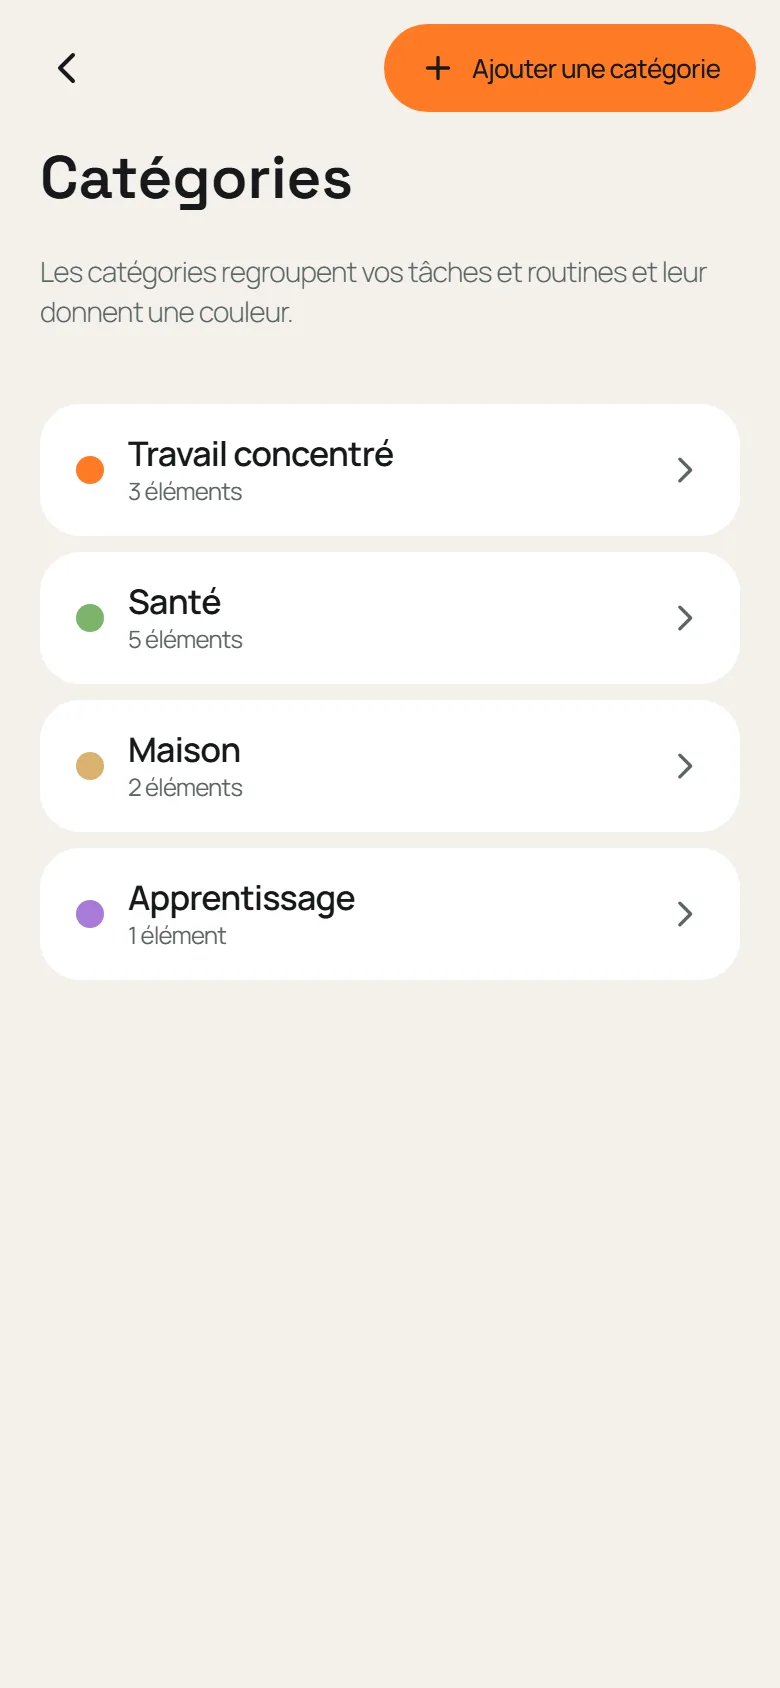 Ajouter une catégorie
Catégories
Les catégories regroupent vos tâches et routines et leur
donnent une couleur.
Travail concentré
3 éléments
Santé
5 éléments
Maison
2 éléments
Apprentissage
1 élément